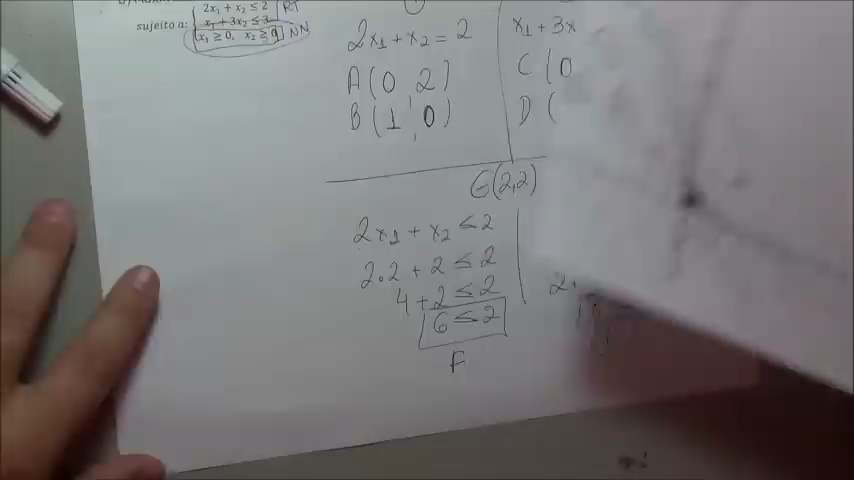 2x₁ + x₂ ≤ 2 RT
sujeito a: x₁ + 3x₂ ≤ 3
x₁ ≥ 0, x₂ ≥ 0 NN
2x₁ + x₂ = 2
A(0, 2)
B(1, 0)
x₁ + 3x
C (0
D (
E(2,2)
2x₁ + x₂ ≤ 2
2.2 + 2 ≤ 2
4 + 2 ≤ 2
6 ≤ 2
F
2.